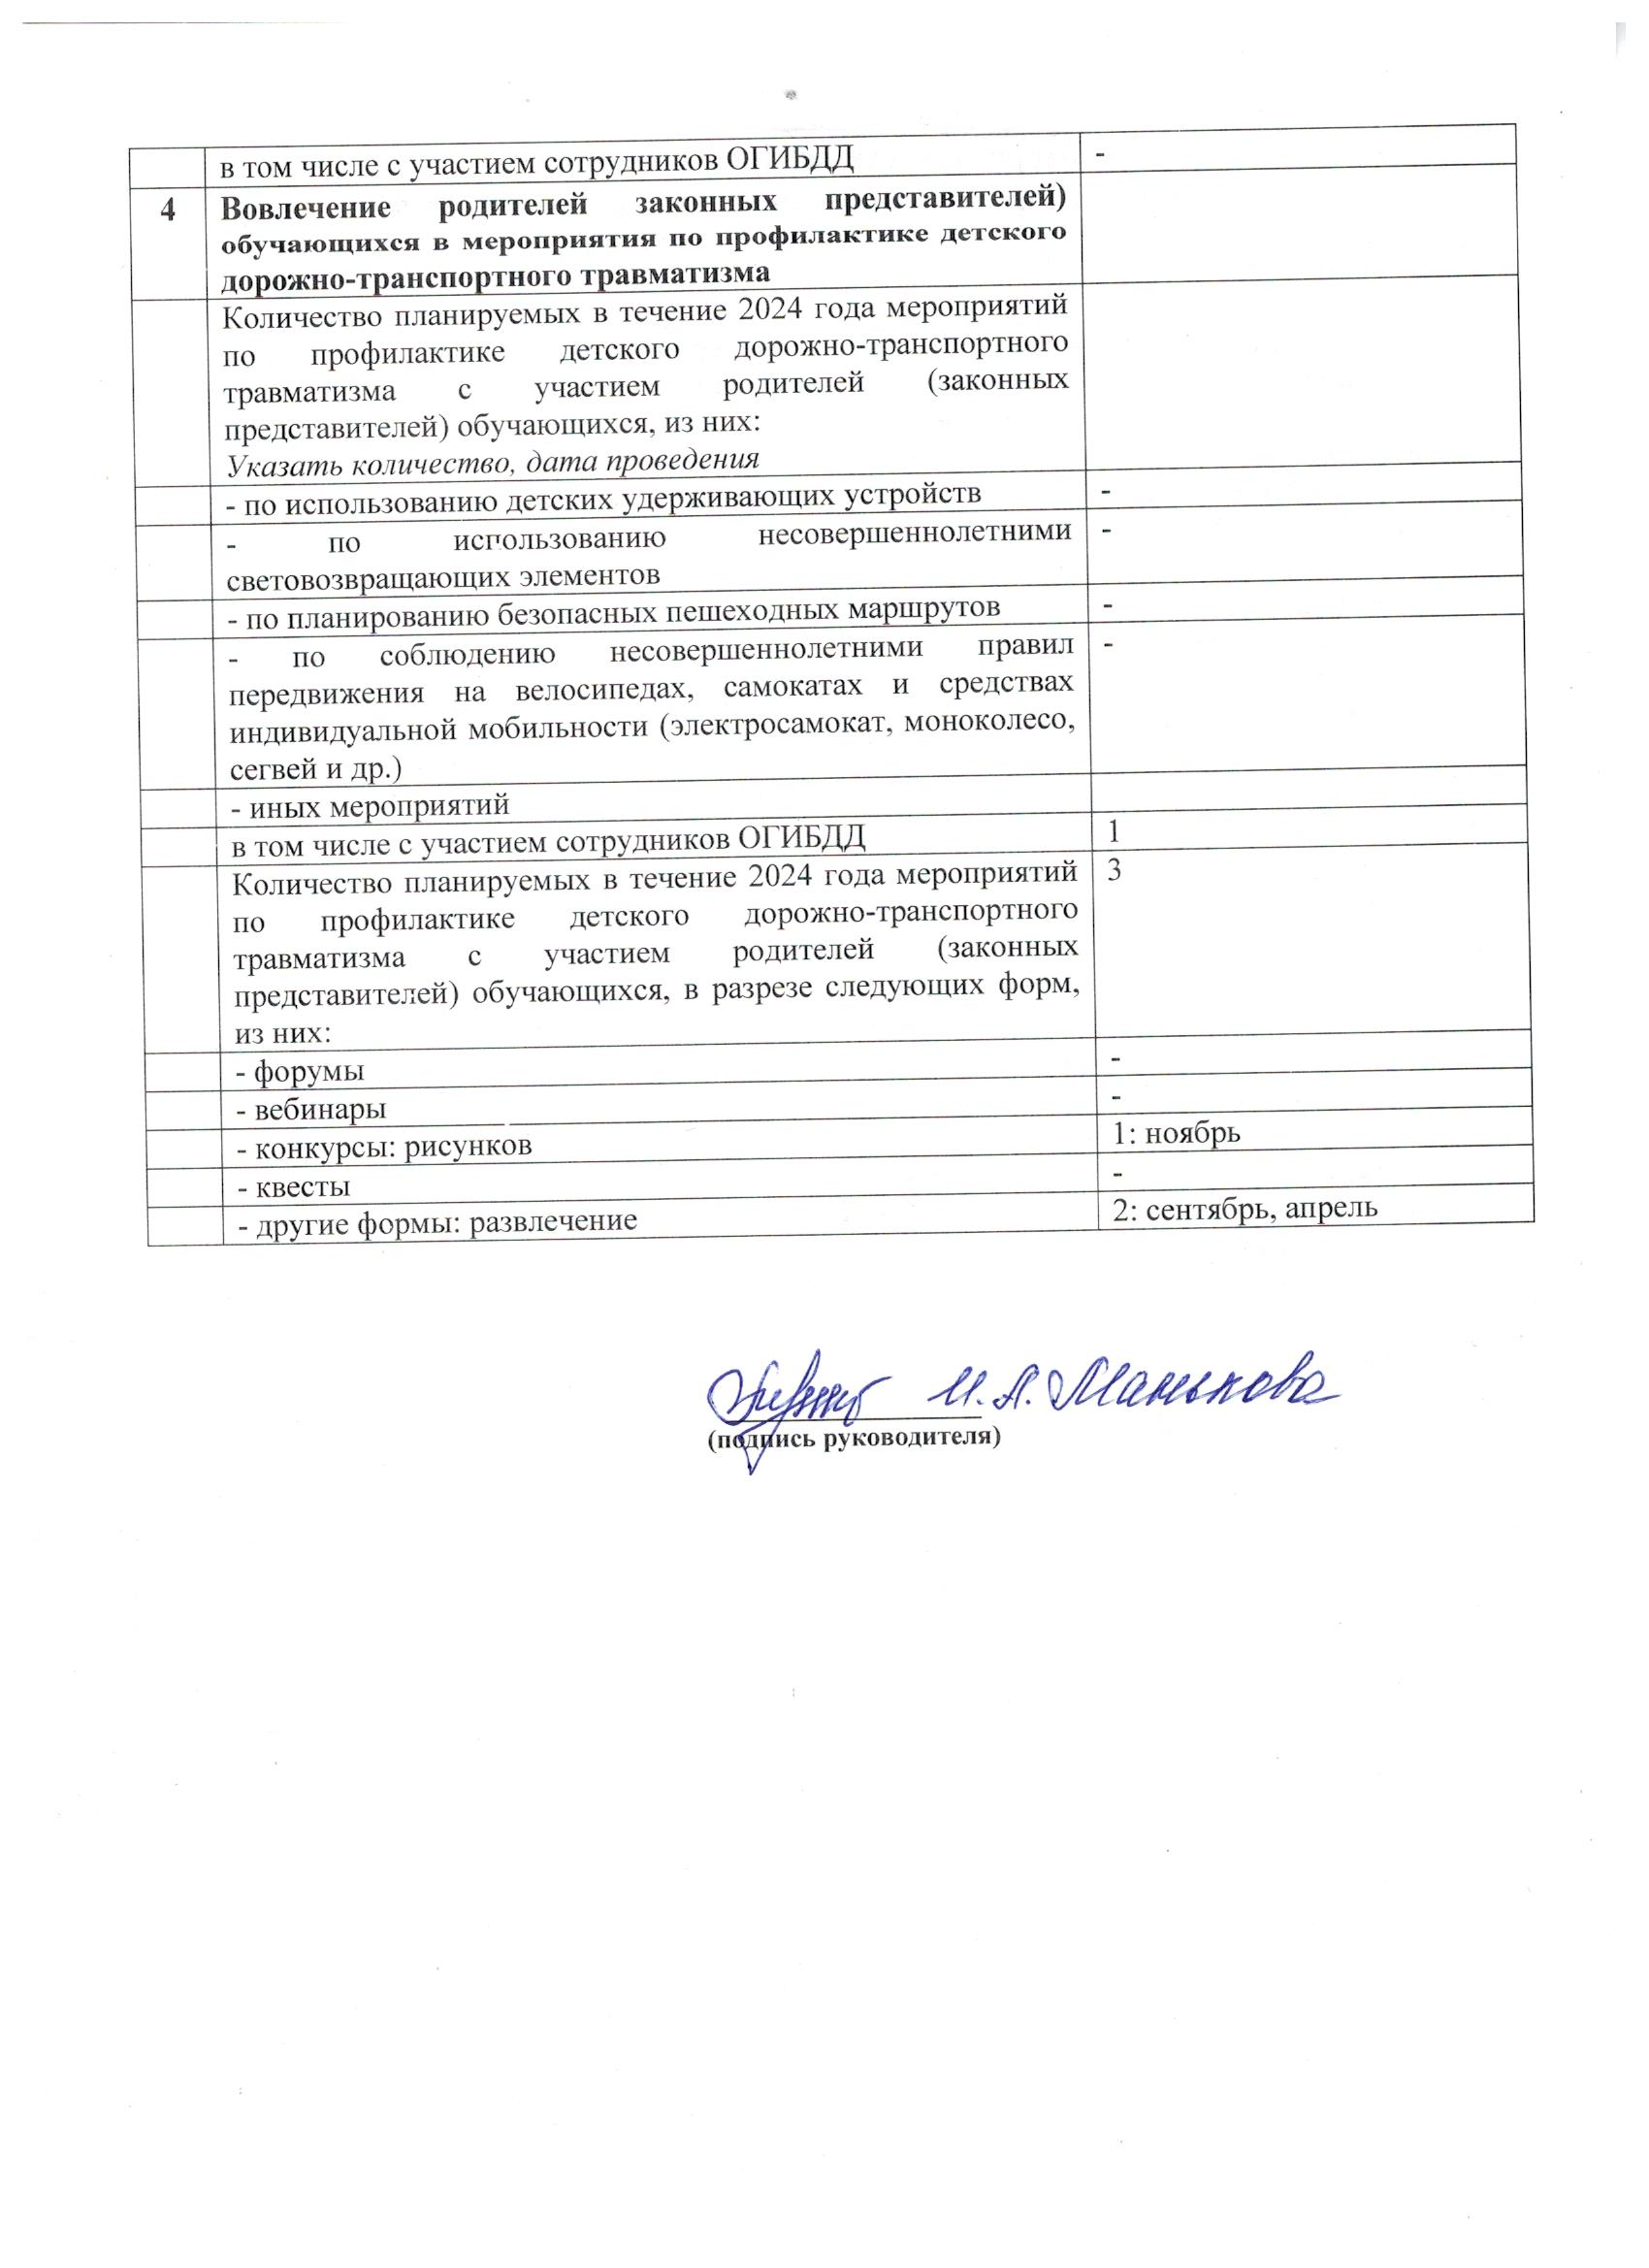 в том числе с участием сотрудников ОГИБДД -
4 Вовлечение родителей законных представителей)
обучающихся в мероприятия по профилактике детского
дорожно-транспортного травматизма
Количество планируемых в течение 2024 года мероприятий
по профилактике детского дорожно-транспортного
травматизма с участием родителей (законных
представителей) обучающихся, из них:
Указать количество, дата проведения
- по использованию детских удерживающих устройств -
- по использованию несовершеннолетними -
световозвращающих элементов
- по планированию безопасных пешеходных маршрутов -
- по соблюдению несовершеннолетними правил -
передвижения на велосипедах, самокатах и средствах
индивидуальной мобильности (электросамокат, моноколесо,
сегвей и др.)
- иных мероприятий
в том числе с участием сотрудников ОГИБДД 1
Количество планируемых в течение 2024 года мероприятий 3
по профилактике детского дорожно-транспортного
травматизма с участием родителей (законных
представителей) обучающихся, в разрезе следующих форм,
из них:
- форумы -
- вебинары -
- конкурсы: рисунков 1: ноябрь
- квесты -
- другие формы: развлечение 2: сентябрь, апрель
И.А. Манькова
(подпись руководителя)